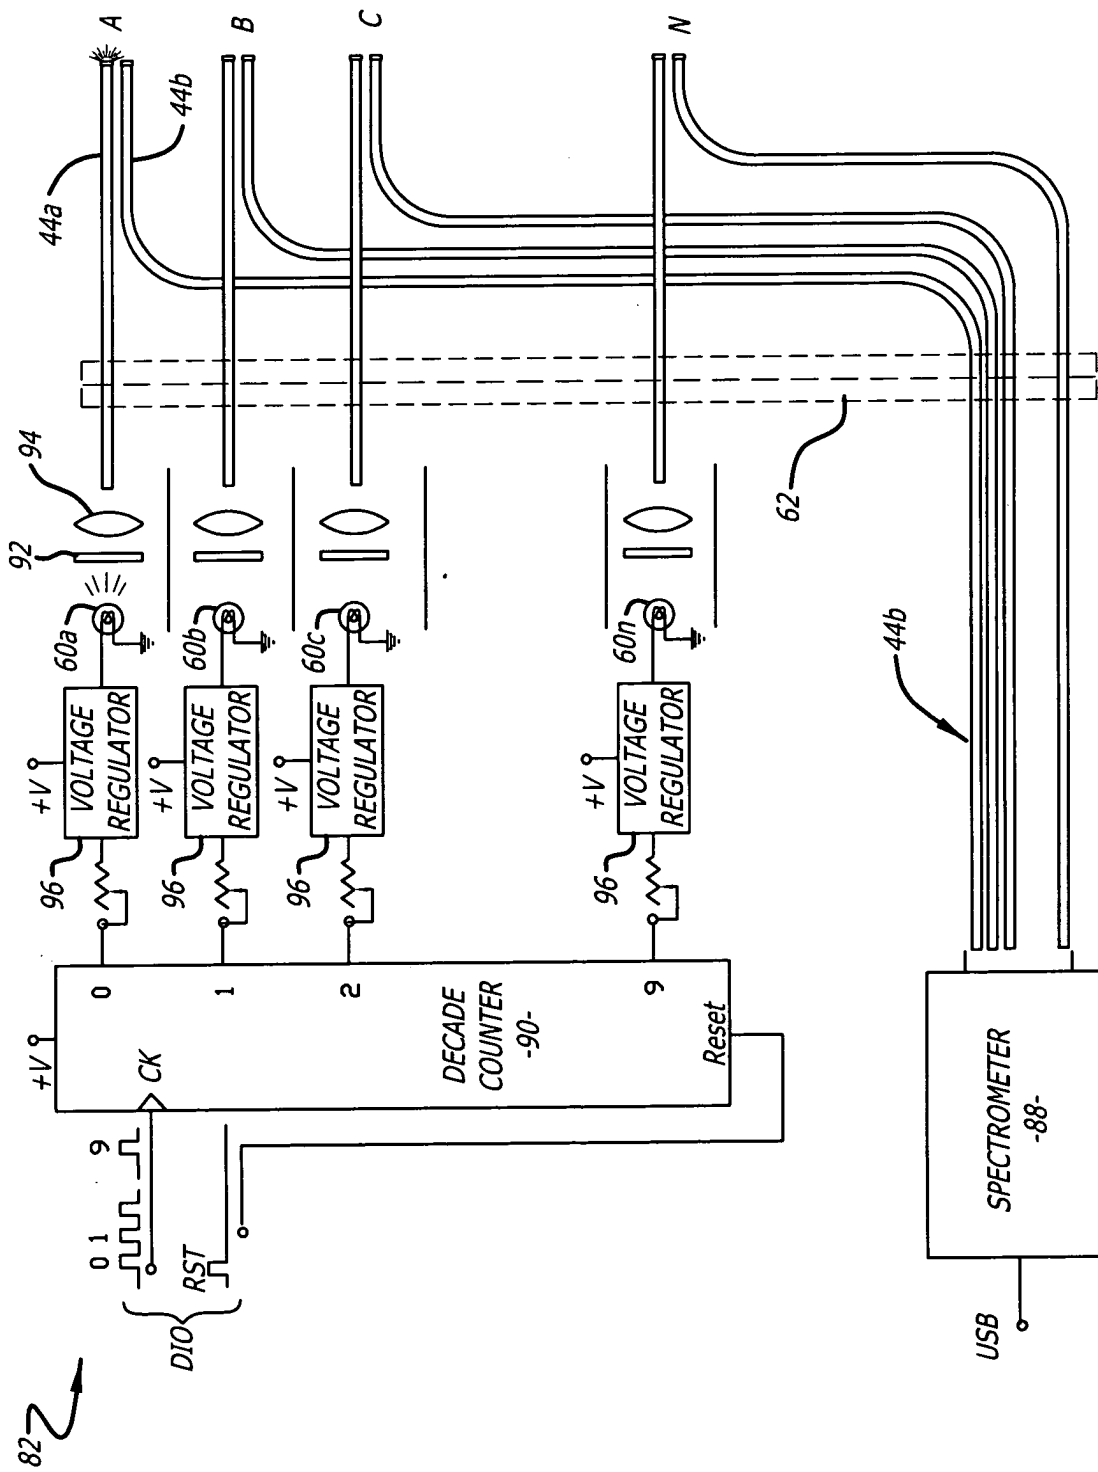 82
DIO
0 1 9
RST
+V
CK
0
1
2
9
DECADE
COUNTER
-90-
Reset
96
+V
VOLTAGE
REGULATOR
60a
92
94
44a
44b
A
96
+V
VOLTAGE
REGULATOR
60b
B
96
+V
VOLTAGE
REGULATOR
60c
C
96
+V
VOLTAGE
REGULATOR
60n
N
62
44b
USB
SPECTROMETER
-88-